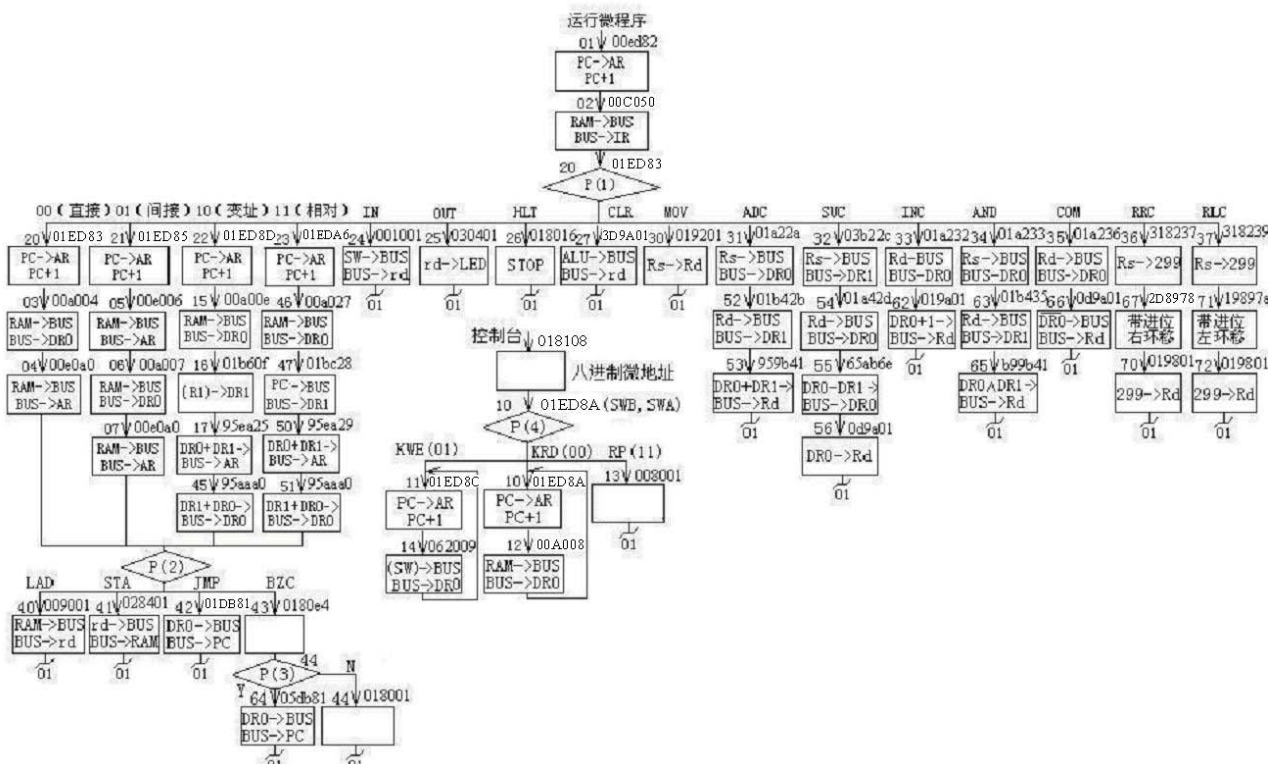 运行微程序
01 00ed82
PC->AR
PC+1
02 00C050
RAM->BUS
BUS->IR
20 01ED83
P(1)
00(直接) 01(间接) 10(变址) 11(相对) IN OUT HLT CLR MOV ADC SUC INC AND COM RRC RLC
20 01ED83 21 01ED85 22 01ED8D 23 01EDA6 24 001001 25 030401 26 018016 27 3D9A01 30 019201 31 01a22a 32 03b22c 33 01a232 34 01a233 35 01a236 36 318237 37 318239
PC->AR PC->AR PC->AR PC->AR SW->BUS rd->LED STOP ALU->BUS Rs->Rd Rs->BUS Rs->BUS Rd-BUS Rs->BUS Rd->BUS Rs->299 Rs->299
PC+1 PC+1 PC+1 PC+1 BUS->rd BUS->rd BUS->DR0 BUS->DR1 BUS-DR0 BUS->DR0 BUS->DR0
01 01 01 01 01
03 00a004 05 00e006 15 00a00e 46 00a027 52 01b42b 54 01a42d 62 019a01 63 01b435 66 0d9a01 67 2D8978 71 19897a
RAM->BUS RAM->BUS RAM->BUS RAM->BUS Rd->BUS Rd->BUS DR0+1-> Rd->BUS DR0->BUS 带进位 带进位
BUS->DR0 BUS->AR BUS->DR0 BUS->DR0 BUS->DR1 BUS->DR0 Rd BUS->DR1 BUS->Rd 右环移 左环移
01 01
04 00e0a0 06 00a007 16 01b60f 47 01bc28 53 959b41 55 65ab6e 65 b99b41 70 019801 72 019801
RAM->BUS RAM->BUS (R1)->DR1 PC->BUS DR0+DR1-> DR0-DR1-> DR0∧DR1-> 299->Rd 299->Rd
BUS->AR BUS->DR0 BUS->DR1 BUS->Rd BUS->DR0 BUS->Rd
01 01 01 01
07 00e0a0 17 95ea25 50 95ea29 56 0d9a01
RAM->BUS DR0+DR1-> DR0+DR1-> DR0->Rd
BUS->AR BUS->AR BUS->AR
01
45 95aaa0 51 95aaa0
DR1+DR0-> DR1+DR0->
BUS->DR0 BUS->DR0
控制台 018108
八进制微地址
10 01ED8A(SWB,SWA)
P(4)
KWE(01) KRD(00) RP(11)
11 01ED8C 10 01ED8A 13 008001
PC->AR PC->AR
PC+1 PC+1
01
14 062009 12 00A008
(SW)->BUS RAM->BUS
BUS->DR0 BUS->DR0
P(2)
LAD STA JMP BZC
40 009001 41 028401 42 01DB81 43 0180e4
RAM->BUS rd->BUS DR0->BUS
BUS->rd BUS->RAM BUS->PC
01 01 01
44
P(3) N
Y
64 05db81 44 018001
DR0->BUS
BUS->PC
01 01